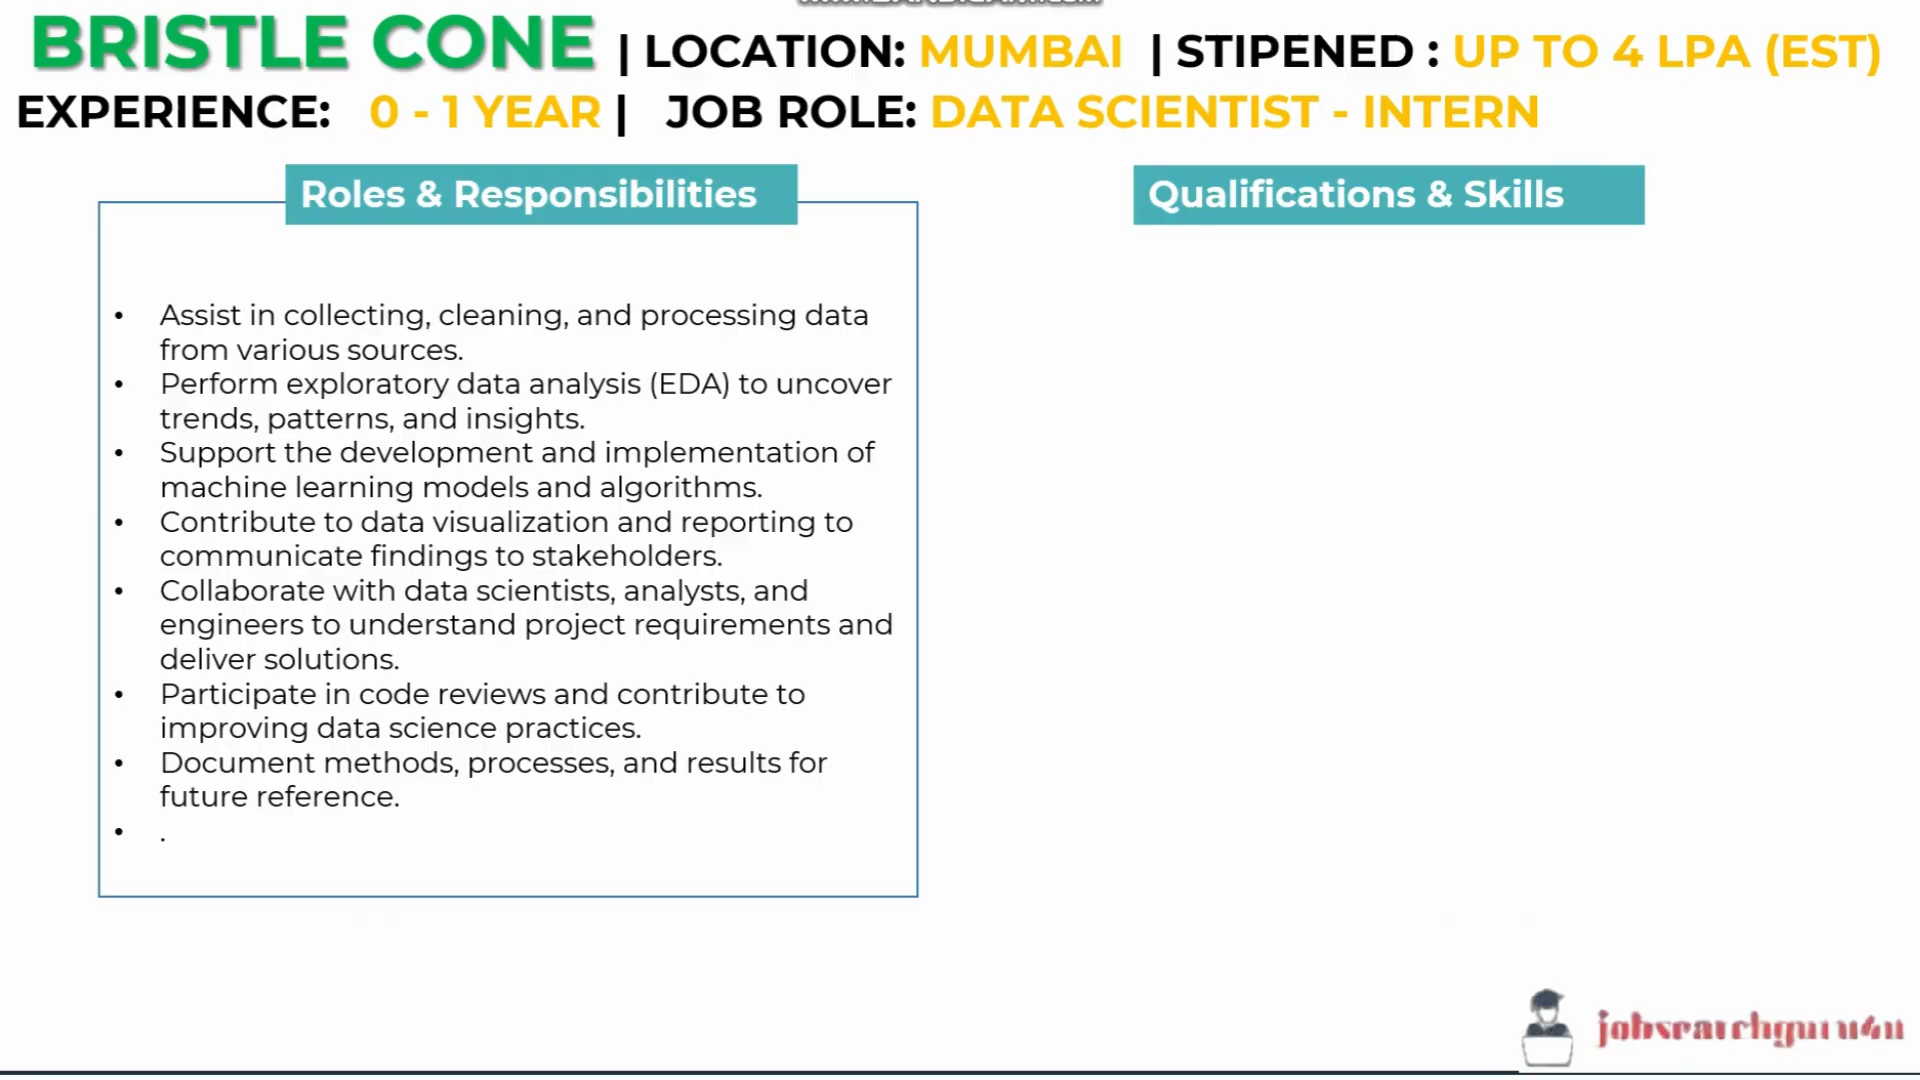 BRISTLE CONE | LOCATION: MUMBAI | STIPENED : UP TO 4 LPA (EST)
EXPERIENCE: 0 - 1 YEAR | JOB ROLE: DATA SCIENTIST - INTERN
Roles & Responsibilities
• Assist in collecting, cleaning, and processing data
from various sources.
• Perform exploratory data analysis (EDA) to uncover
trends, patterns, and insights.
• Support the development and implementation of
machine learning models and algorithms.
• Contribute to data visualization and reporting to
communicate findings to stakeholders.
• Collaborate with data scientists, analysts, and
engineers to understand project requirements and
deliver solutions.
• Participate in code reviews and contribute to
improving data science practices.
• Document methods, processes, and results for
future reference.
• .
Qualifications & Skills